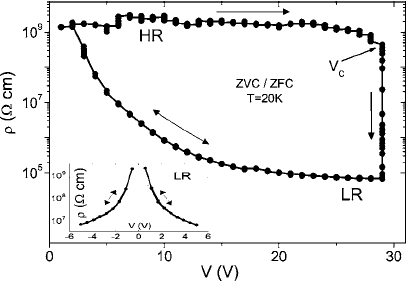 10⁹
HR
V_c
ZVC / ZFC
T=20K
ρ (Ω cm)
10⁷
10⁵
LR
LR
ρ (Ω cm)
10⁹
10⁸
10⁷
V (V)
-6 -4 -2 0 2 4 6
0 10 20 30
V (V)